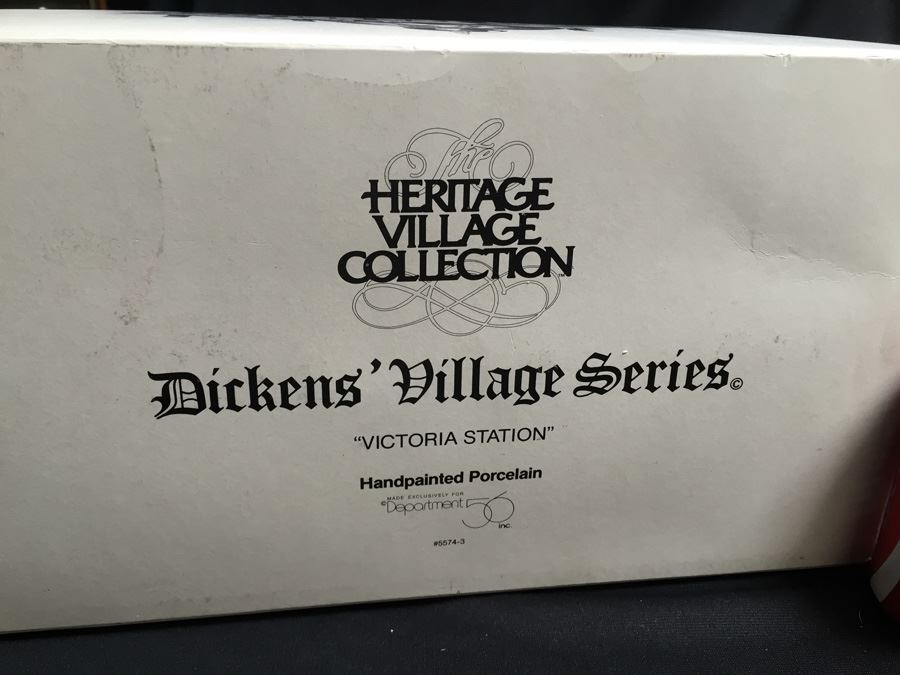 The
HERITAGE
VILLAGE
COLLECTION
Dickens' Village Series©
“VICTORIA STATION”
Handpainted Porcelain
MADE EXCLUSIVELY FOR
©Department 56
inc.
#5574-3